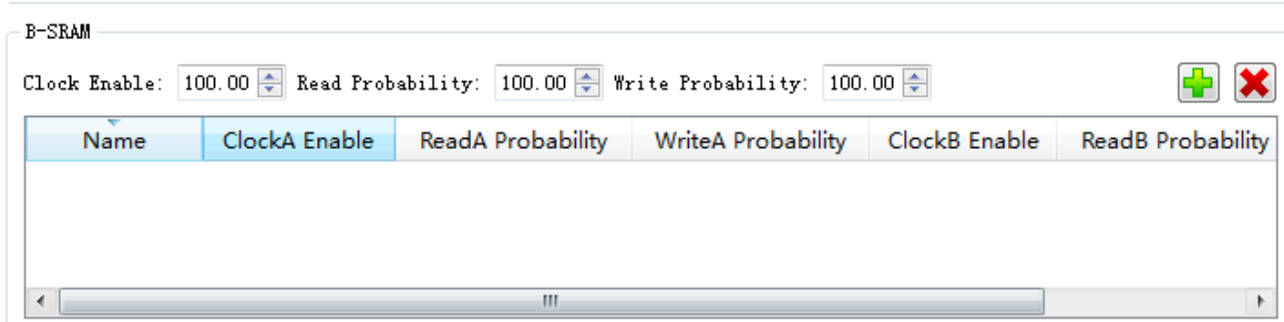 B-SRAM
Clock Enable: 100.00 Read Probability: 100.00 Write Probability: 100.00
Name ClockA Enable ReadA Probability WriteA Probability ClockB Enable ReadB Probability